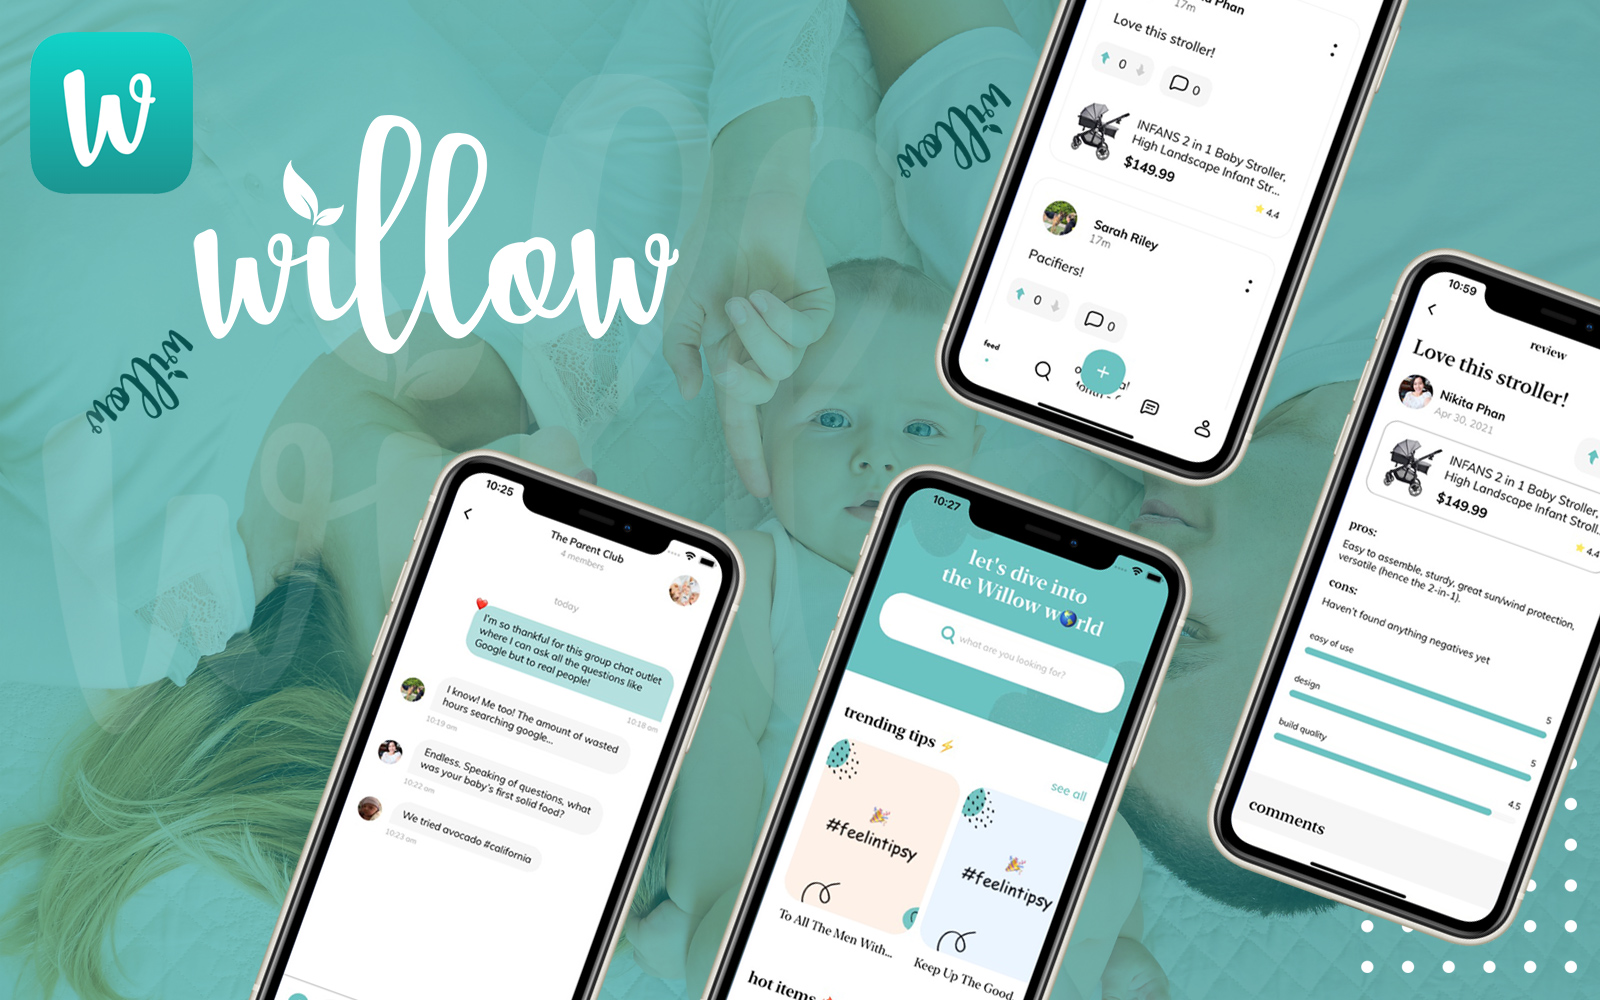 W
willow
willow
willow
Phan
17m
Love this stroller!
0
0
INFANS 2 in 1 Baby Stroller,
High Landscape Infant Str...
$149.99
4.4
Sarah Riley
17m
Pacifiers!
0
0
feed
+
10:59
review
Love this stroller!
Nikita Phan
Apr 30, 2021
INFANS 2 in 1 Baby Stroller,
High Landscape Infant Stroll...
$149.99
4.4
pros:
Easy to assemble, sturdy, great sun/wind protection,
versatile (hence the 2-in-1).
cons:
Haven't found anything negatives yet
easy of use
5
design
5
build quality
4.5
comments
10:25
The Parent Club
4 members
today
I'm so thankful for this group chat outlet
where I can ask all the questions like
Google but to real people!
10:18 am
I know! Me too! The amount of wasted
hours searching google...
10:19 am
Endless. Speaking of questions, what
was your baby's first solid food?
10:22 am
We tried avocado #california
10:23 am
10:27
let's dive into
the Willow w🌎rld
what are you looking for?
trending tips ⚡
see all
#feelintipsy
To All The Men With...
#feelintipsy
Keep Up The Good
hot items